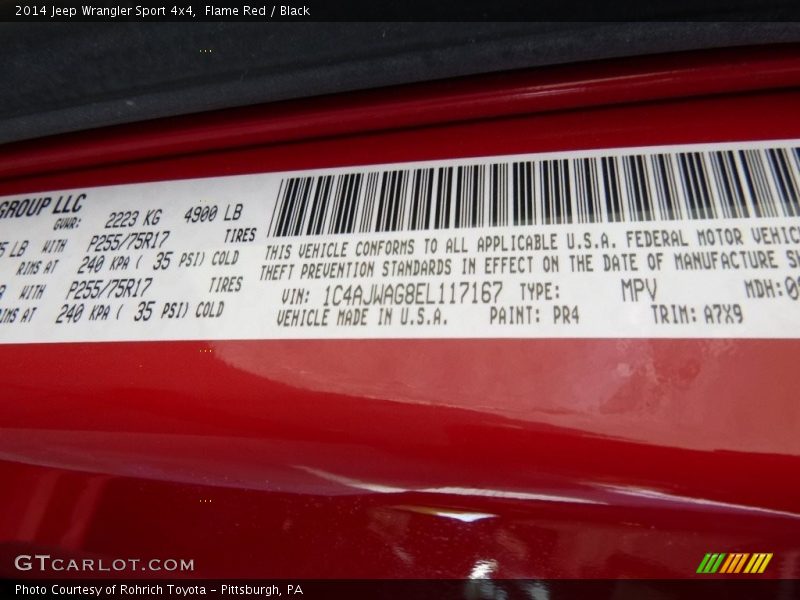 2014 Jeep Wrangler Sport 4x4,  Flame Red / Black
GROUP LLC
GVWR: 2223 KG 4900 LB
LB WITH P255/75R17 TIRES
RIMS AT 240 KPA ( 35 PSI) COLD
WITH P255/75R17 TIRES
AT 240 KPA ( 35 PSI) COLD
THIS VEHICLE CONFORMS TO ALL APPLICABLE U.S.A. FEDERAL MOTOR
THEFT PREVENTION STANDARDS IN EFFECT ON THE DATE OF MANUFACTURE
VIN: 1C4AJWAG8EL117167 TYPE: MPV MDH:
VEHICLE MADE IN U.S.A. PAINT: PR4 TRIM: A7X9
GTCARLOT.COM
Photo Courtesy of Rohrich Toyota - Pittsburgh, PA